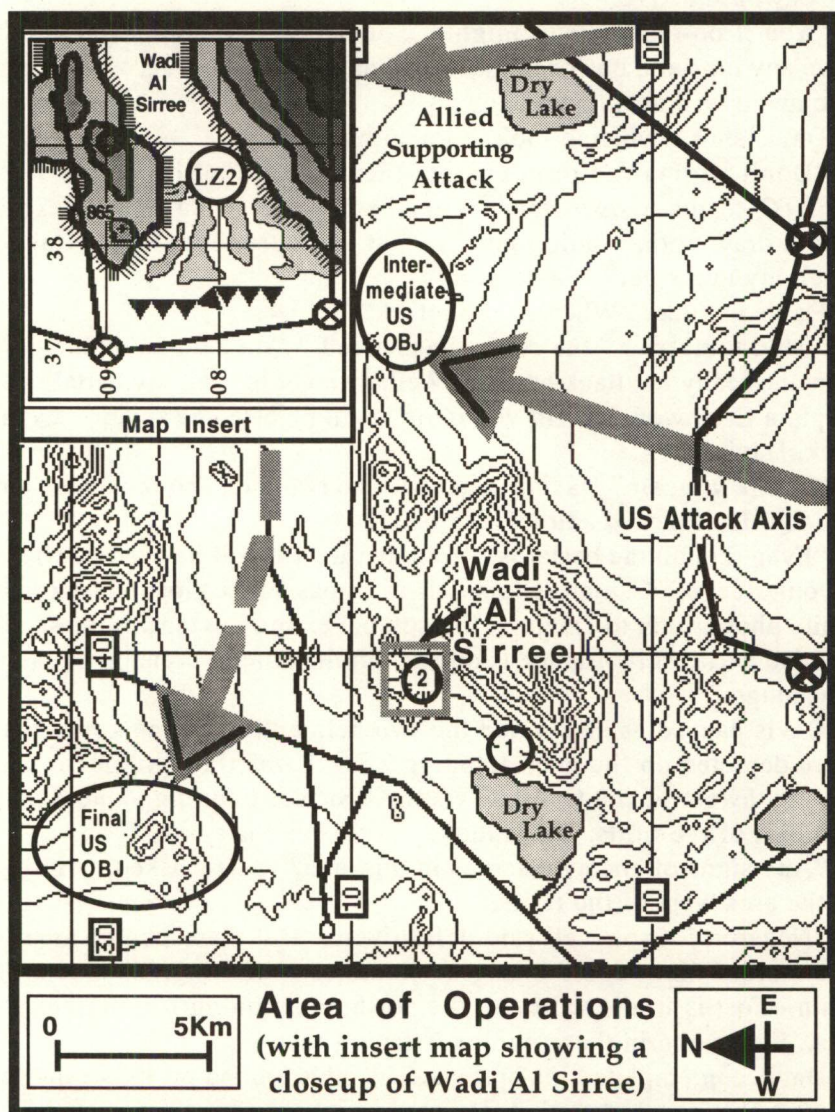 Wadi
Al
Sirree
LZ2
865
38
37
09
08
Map Insert
00
Dry
Lake
Allied
Supporting
Attack
Inter-
mediate
US
OBJ
US Attack Axis
Wadi
Al
Sirree
40
2
1
Dry
Lake
Final
US
OBJ
30
10
00
Area of Operations
0 5Km
(with insert map showing a
closeup of Wadi Al Sirree)
E
N
W